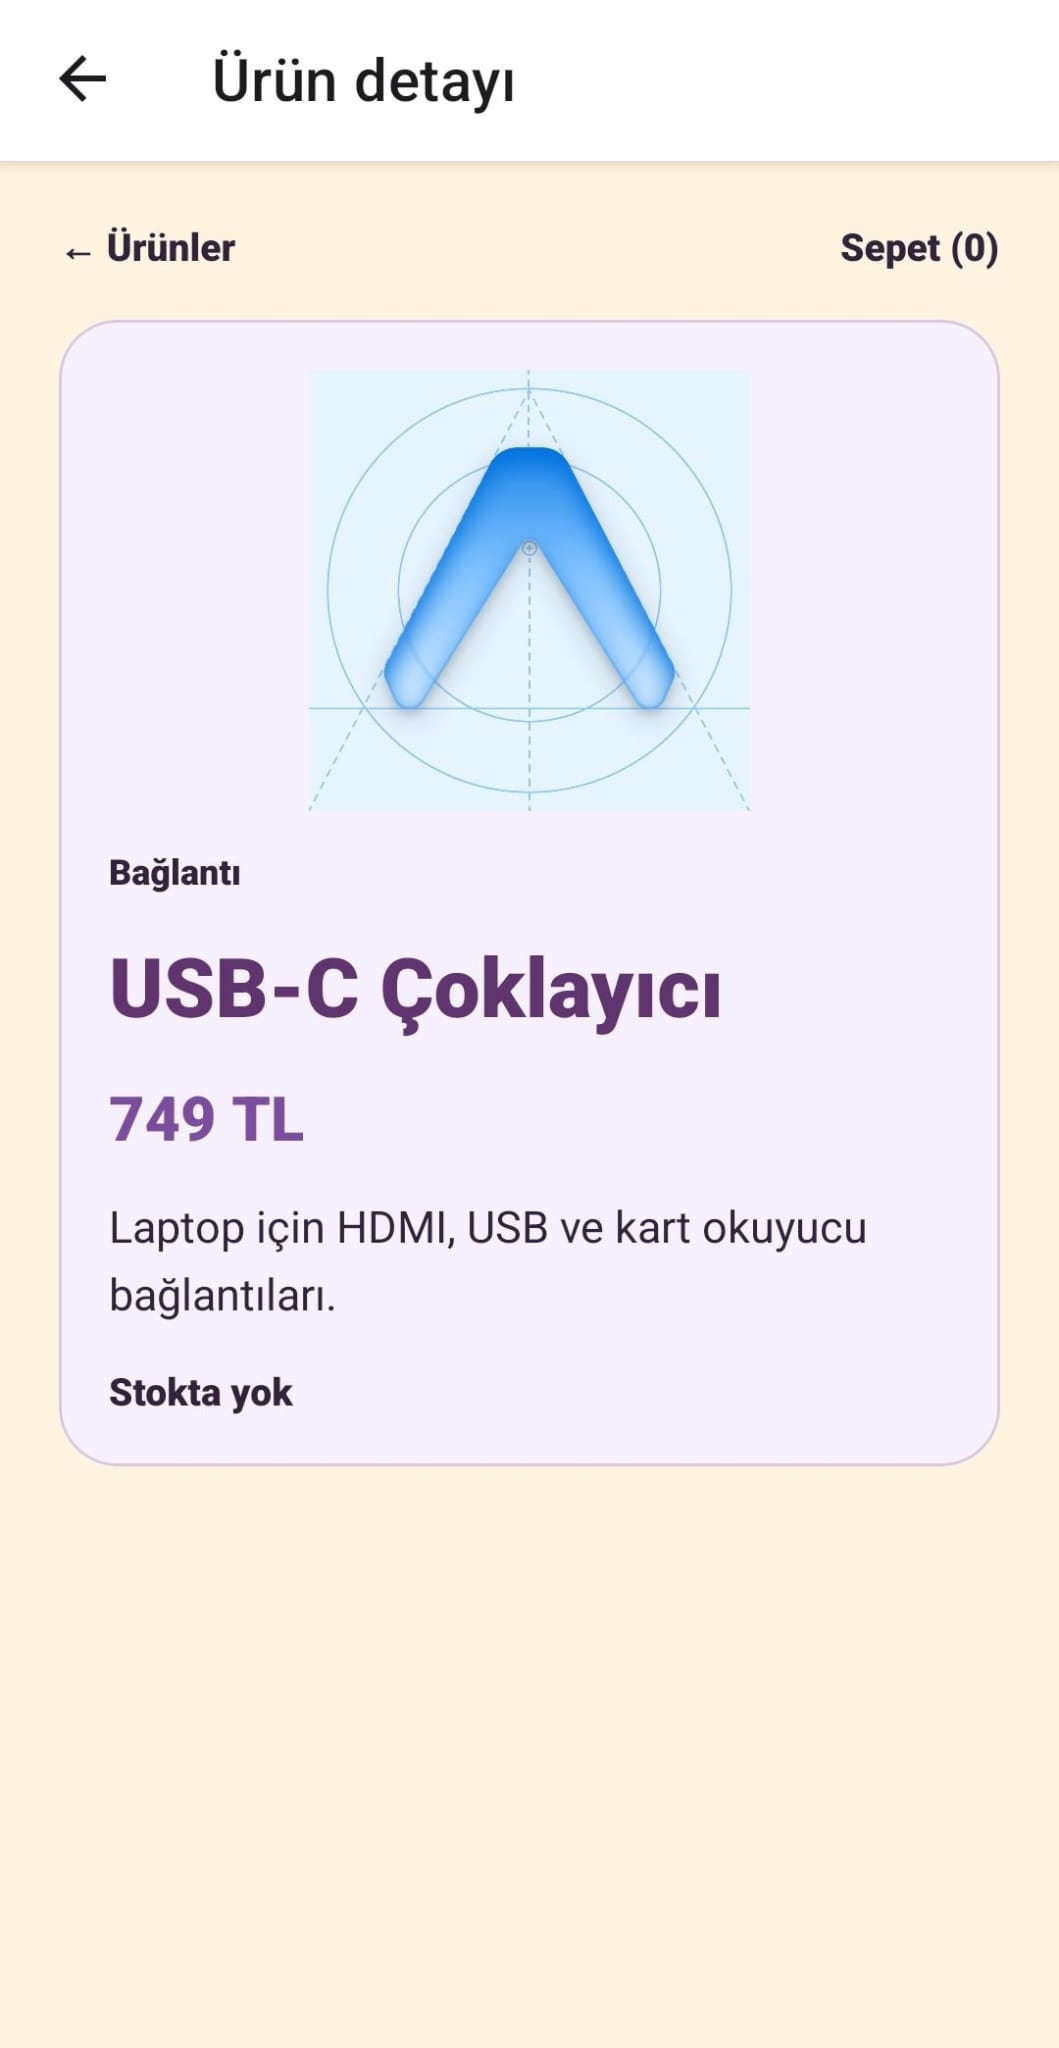 Ürün detayı
← Ürünler
Sepet (0)
Bağlantı
USB-C Çoklayıcı
749 TL
Laptop için HDMI, USB ve kart okuyucu
bağlantıları.
Stokta yok